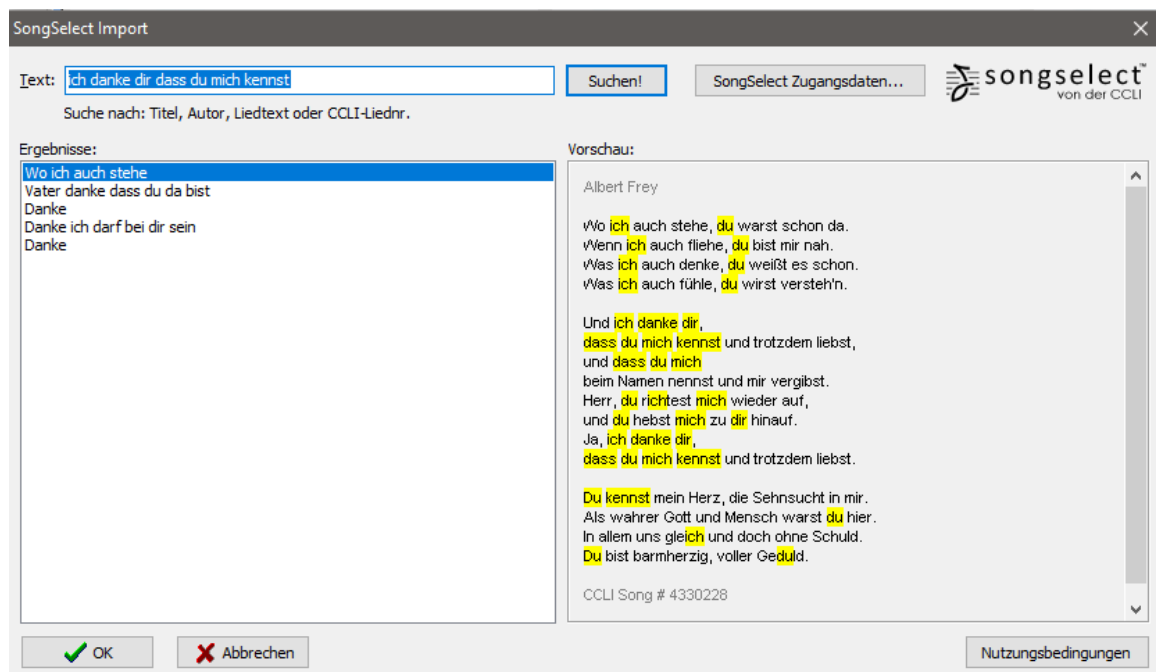 SongSelect Import
Text: ich danke dir dass du mich kennst
Suchen!
SongSelect Zugangsdaten...
songselect™
von der CCLI
Suche nach: Titel, Autor, Liedtext oder CCLI-Liednr.
Ergebnisse:
Wo ich auch stehe
Vater danke dass du da bist
Danke
Danke ich darf bei dir sein
Danke
Vorschau:
Albert Frey
Wo ich auch stehe, du warst schon da.
Wenn ich auch fliehe, du bist mir nah.
Was ich auch denke, du weißt es schon.
Was ich auch fühle, du wirst versteh'n.
Und ich danke dir,
dass du mich kennst und trotzdem liebst,
und dass du mich
beim Namen nennst und mir vergibst.
Herr, du richtest mich wieder auf,
und du hebst mich zu dir hinauf.
Ja, ich danke dir,
dass du mich kennst und trotzdem liebst.
Du kennst mein Herz, die Sehnsucht in mir.
Als wahrer Gott und Mensch warst du hier.
In allem uns gleich und doch ohne Schuld.
Du bist barmherzig, voller Geduld.
CCLI Song # 4330228
OK
Abbrechen
Nutzungsbedingungen